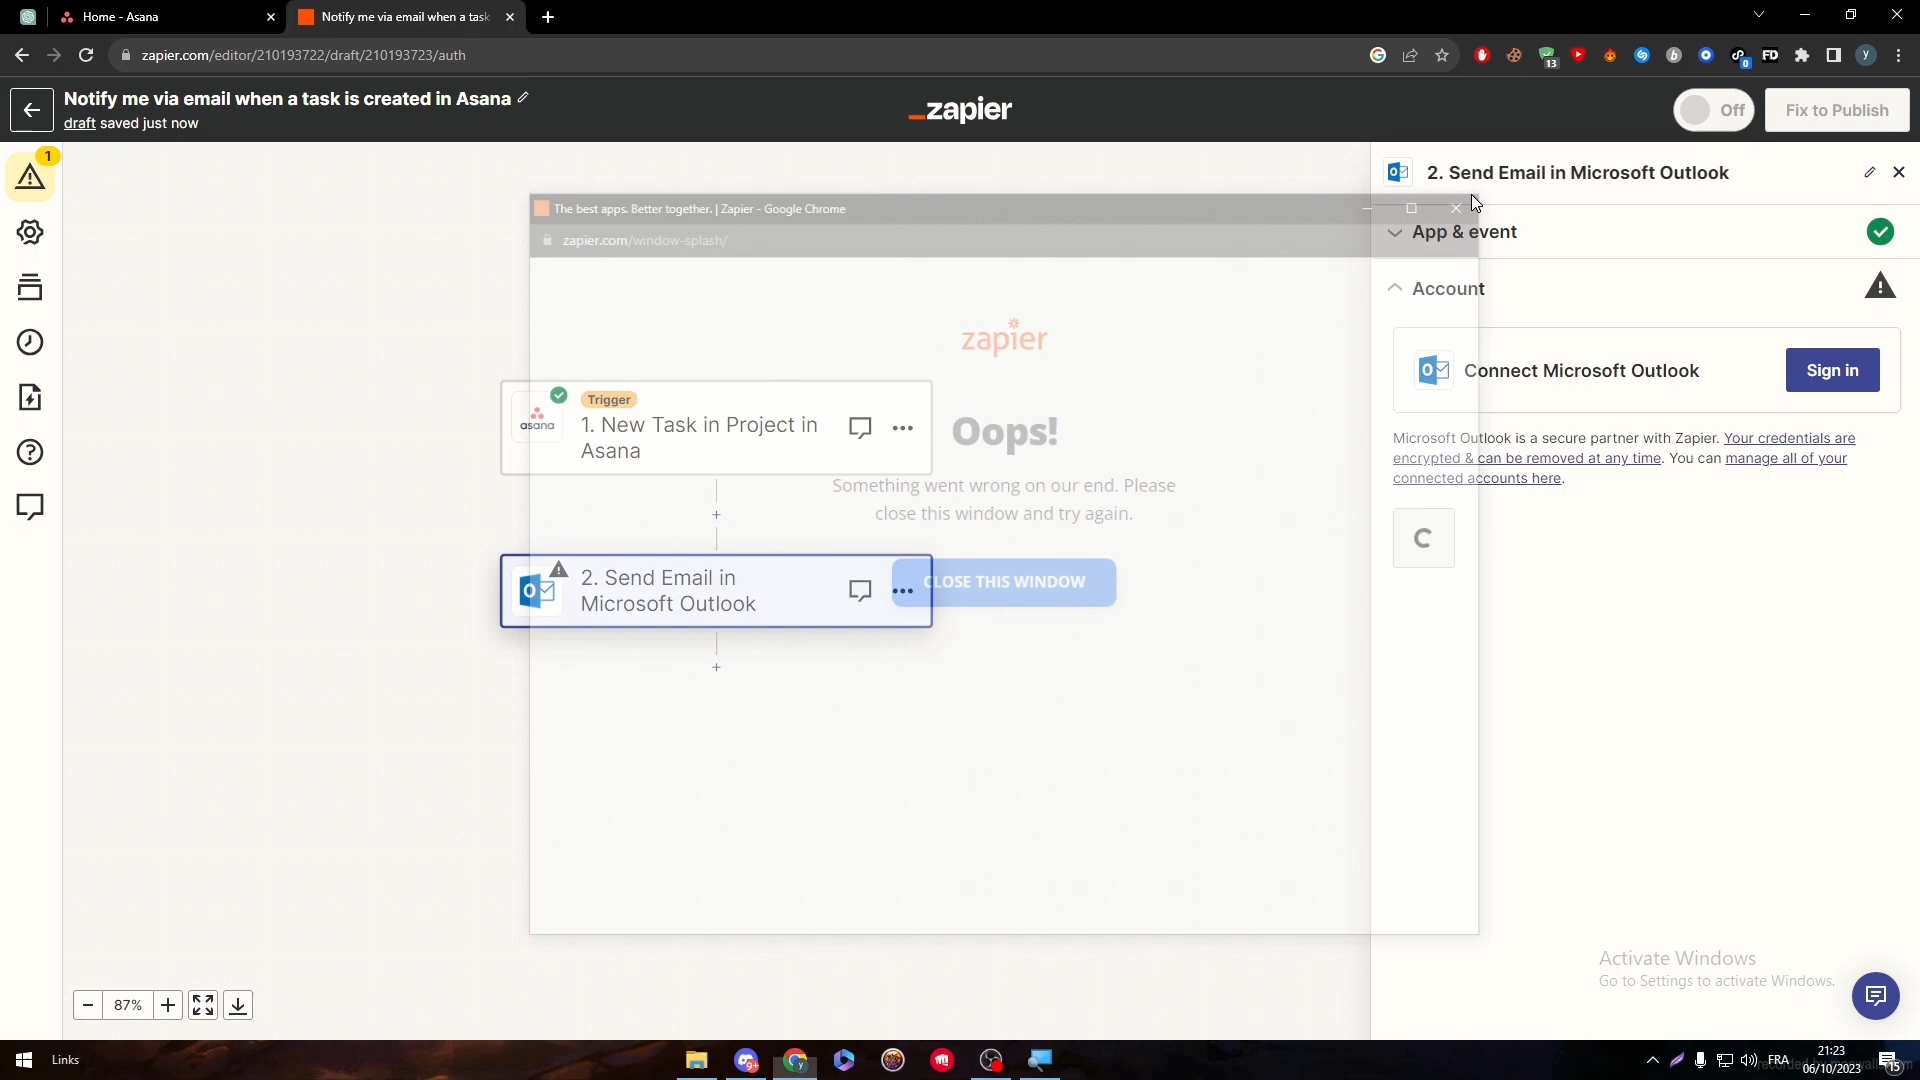 Home - Asana
Notify me via email when a task
zapier.com/editor/210193722/draft/210193723/auth
13
0
FD
y
Notify me via email when a task is created in Asana
draft saved just now
_zapier
Off
Fix to Publish
1
2. Send Email in Microsoft Outlook
The best apps. Better together. | Zapier - Google Chrome
zapier.com/window-splash/
App & event
Account
zapier
Connect Microsoft Outlook
Sign in
Trigger
asana
1. New Task in Project in
Asana
Oops!
Something went wrong on our end. Please
close this window and try again.
Microsoft Outlook is a secure partner with Zapier. Your credentials are
encrypted & can be removed at any time. You can manage all of your
connected accounts here.
2. Send Email in
Microsoft Outlook
CLOSE THIS WINDOW
87%
Activate Windows
Go to Settings to activate Windows.
Links
9+
FRA
21:23
06/10/2023
15